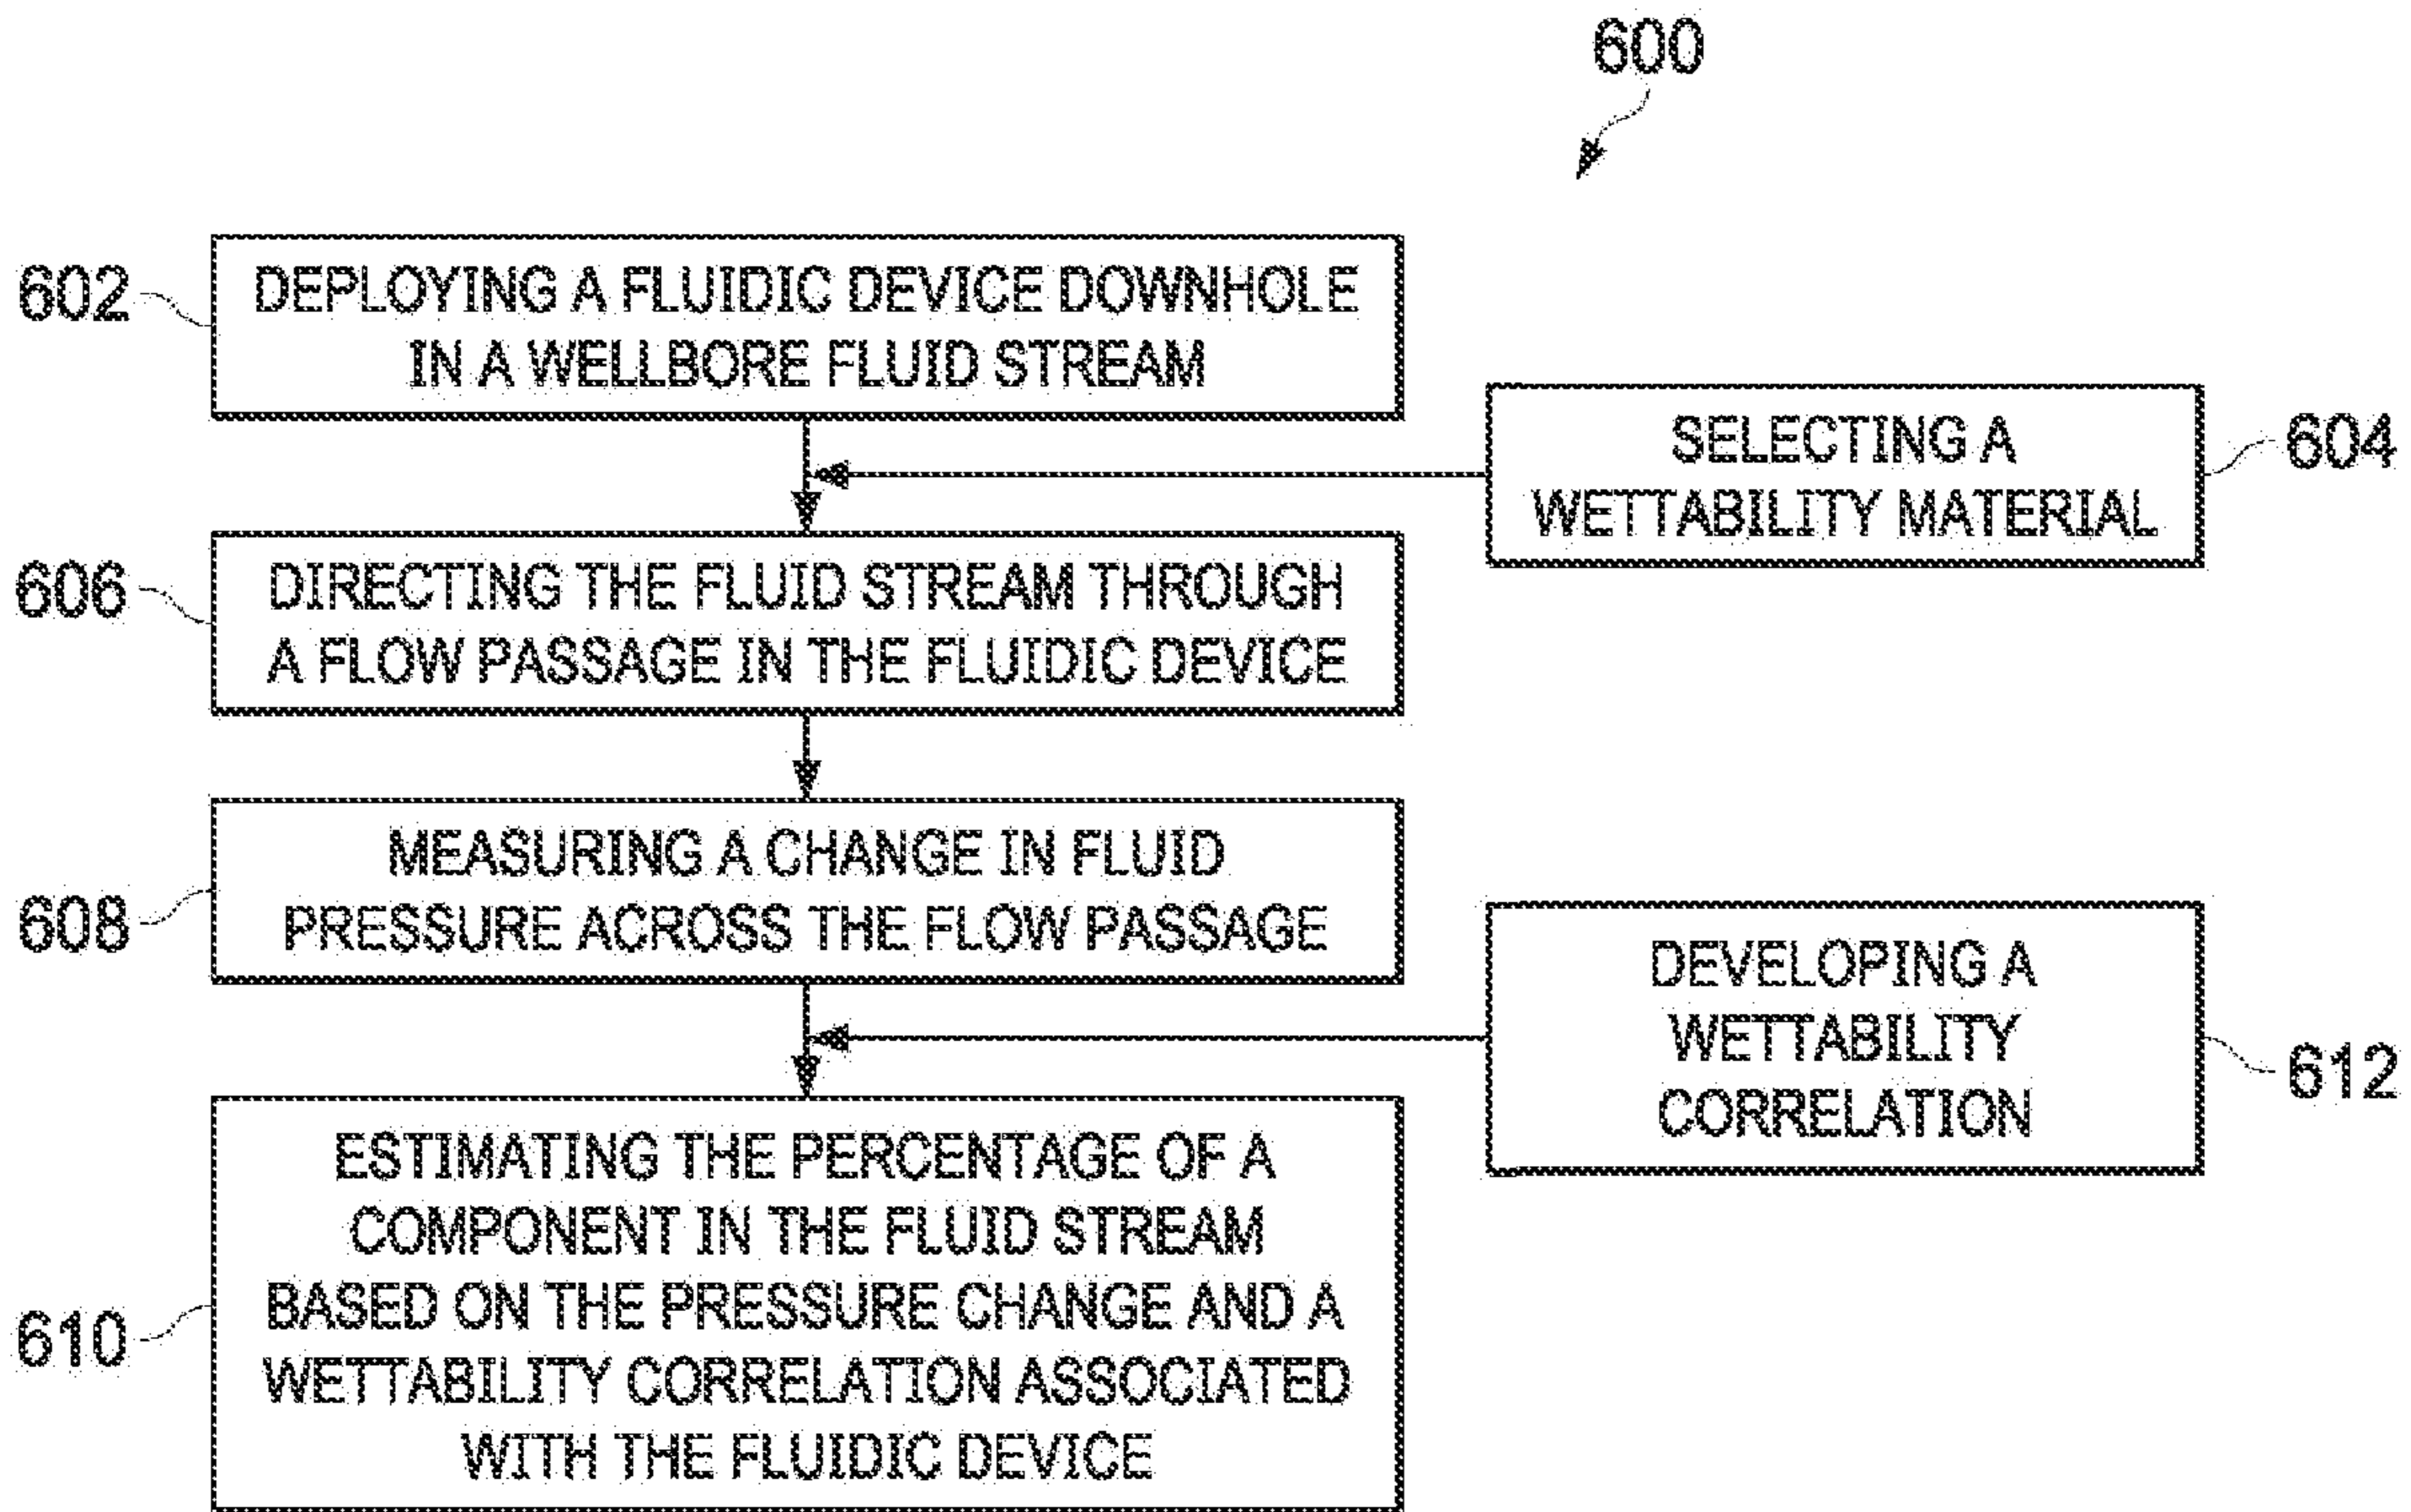 600
602
DEPLOYING A FLUIDIC DEVICE DOWNHOLE
IN A WELLBORE FLUID STREAM
SELECTING A
WETTABILITY MATERIAL
604
606
DIRECTING THE FLUID STREAM THROUGH
A FLOW PASSAGE IN THE FLUIDIC DEVICE
608
MEASURING A CHANGE IN FLUID
PRESSURE ACROSS THE FLOW PASSAGE
DEVELOPING A
WETTABILITY
CORRELATION
612
610
ESTIMATING THE PERCENTAGE OF A
COMPONENT IN THE FLUID STREAM
BASED ON THE PRESSURE CHANGE AND A
WETTABILITY CORRELATION ASSOCIATED
WITH THE FLUIDIC DEVICE